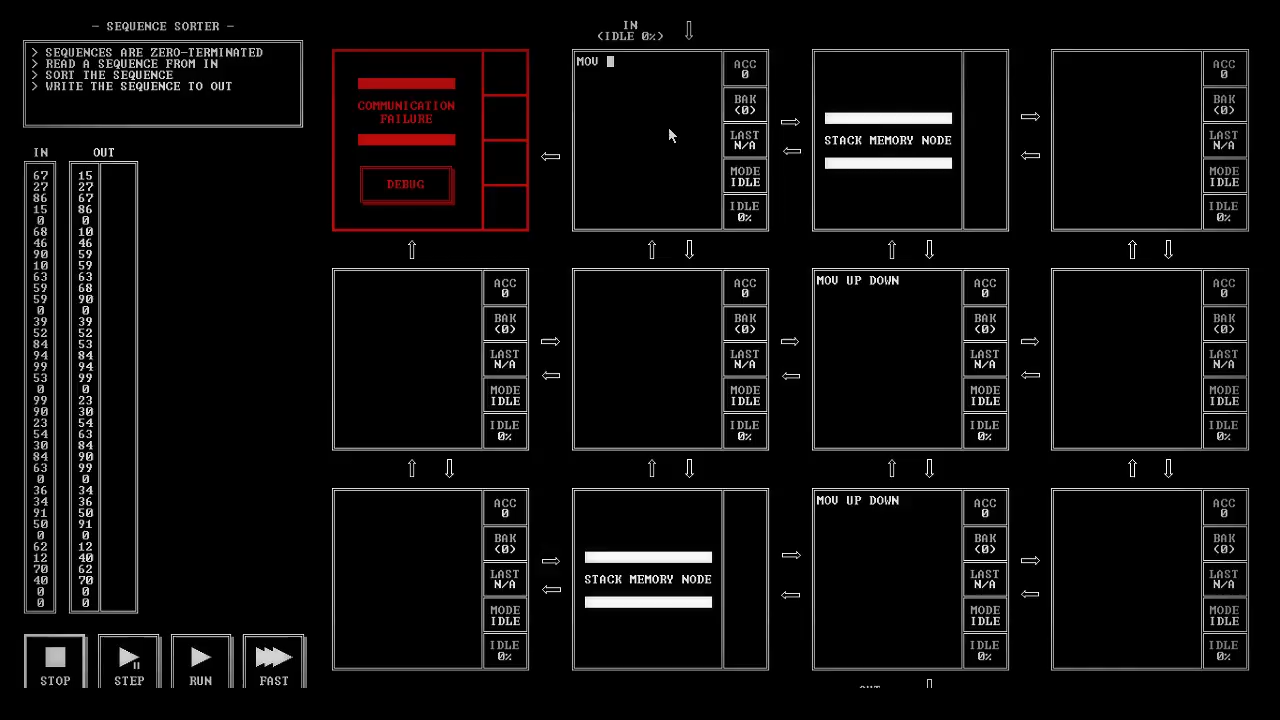 — SEQUENCE SORTER —
> SEQUENCES ARE ZERO-TERMINATED
> READ A SEQUENCE FROM IN
> SORT THE SEQUENCE
> WRITE THE SEQUENCE TO OUT
IN OUT
67 15
27 27
86 67
15 86
0 0
68 10
46 46
90 59
10 59
63 63
59 68
59 90
0 0
39 39
52 52
84 53
94 84
99 94
53 99
0 0
99 23
90 30
23 54
54 63
30 84
84 90
63 99
0 0
36 34
34 36
91 50
50 91
0 0
62 12
12 40
70 62
40 70
0 0
0 0
STOP STEP RUN FAST
IN
(IDLE 0%)
COMMUNICATION
FAILURE
DEBUG
MOV
ACC
0
BAK
(0)
LAST
N/A
MODE
IDLE
IDLE
0%
STACK MEMORY NODE
ACC
0
BAK
(0)
LAST
N/A
MODE
IDLE
IDLE
0%
ACC
0
BAK
(0)
LAST
N/A
MODE
IDLE
IDLE
0%
ACC
0
BAK
(0)
LAST
N/A
MODE
IDLE
IDLE
0%
MOV UP DOWN
ACC
0
BAK
(0)
LAST
N/A
MODE
IDLE
IDLE
0%
ACC
0
BAK
(0)
LAST
N/A
MODE
IDLE
IDLE
0%
ACC
0
BAK
(0)
LAST
N/A
MODE
IDLE
IDLE
0%
STACK MEMORY NODE
MOV UP DOWN
ACC
0
BAK
(0)
LAST
N/A
MODE
IDLE
IDLE
0%
ACC
0
BAK
(0)
LAST
N/A
MODE
IDLE
IDLE
0%